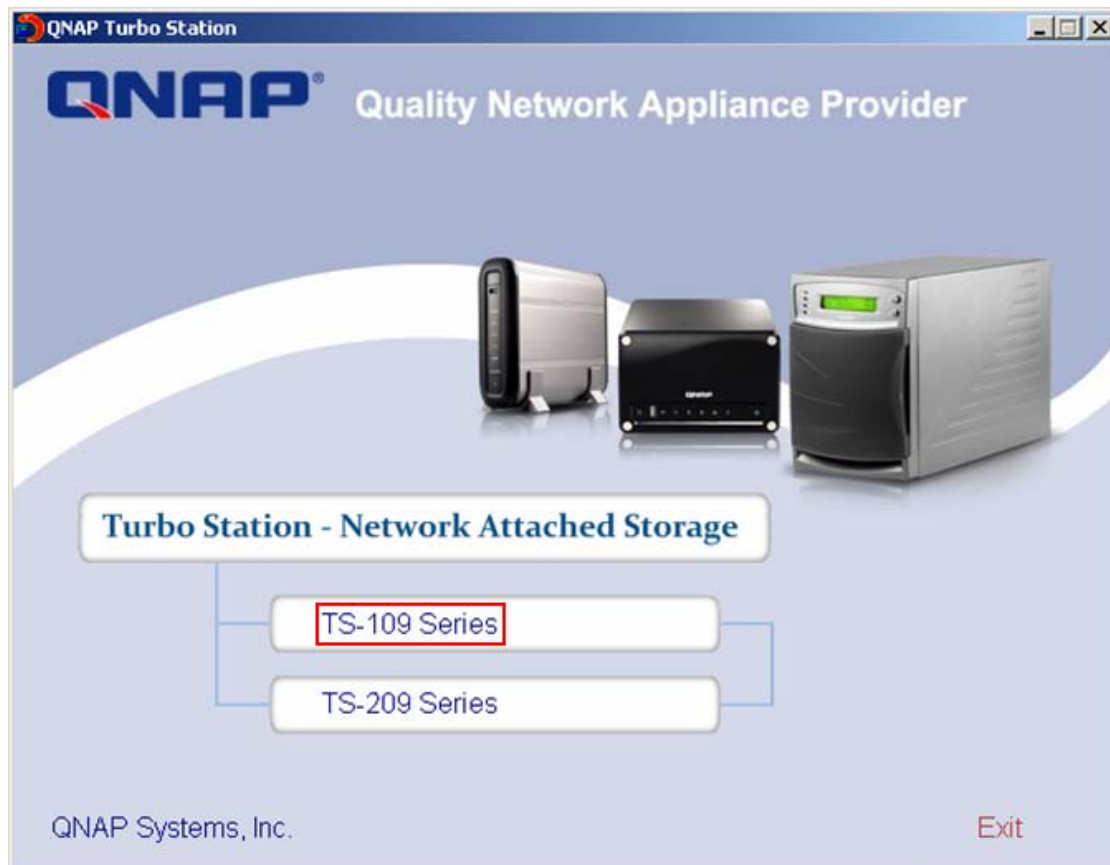 QNAP Turbo Station
QNAP® Quality Network Appliance Provider
QNAP
Turbo Station - Network Attached Storage
TS-109 Series
TS-209 Series
QNAP Systems, Inc.
Exit